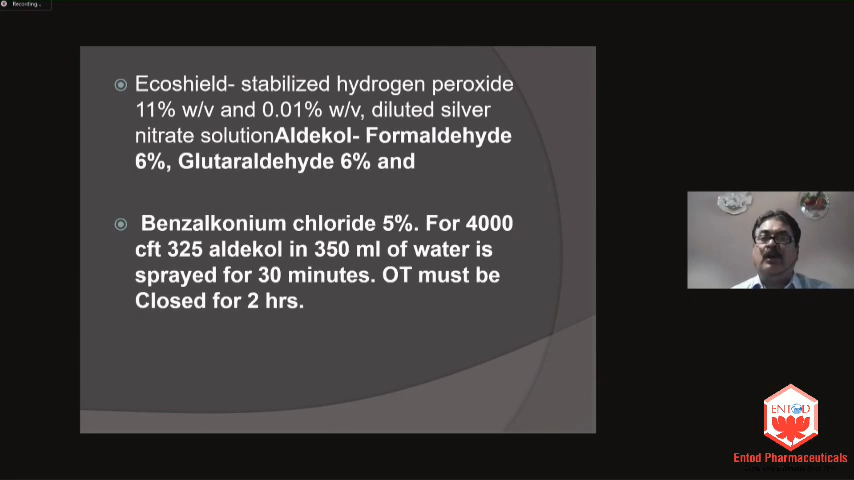 Recording...
Ecoshield- stabilized hydrogen peroxide
11% w/v and 0.01% w/v, diluted silver
nitrate solutionAldekol- Formaldehyde
6%, Glutaraldehyde 6% and
Benzalkonium chloride 5%. For 4000
cft 325 aldekol in 350 ml of water is
sprayed for 30 minutes. OT must be
Closed for 2 hrs.
ENTOD
Entod Pharmaceuticals